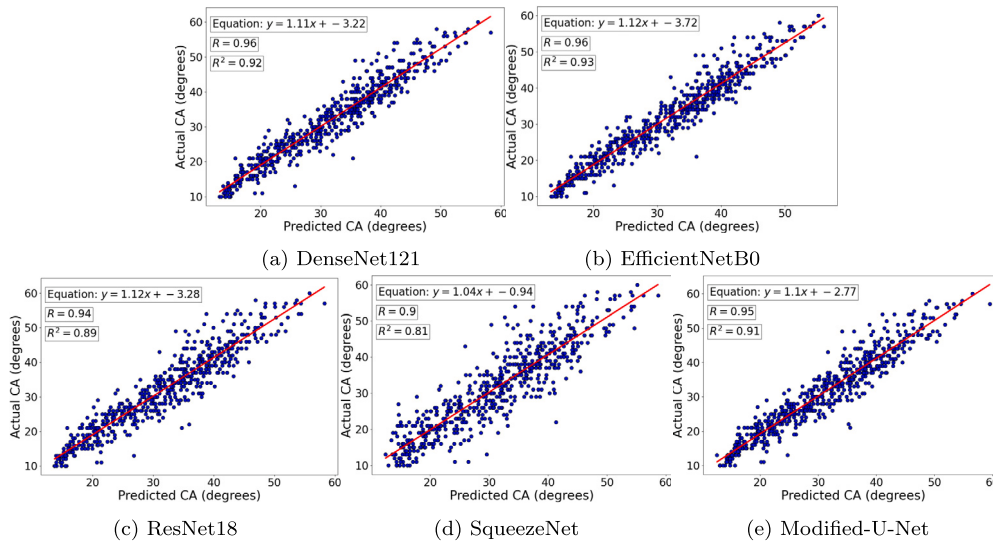 Equation: y = 1.11x + −3.22
R = 0.96
R² = 0.92
Actual CA (degrees)
60
50
40
30
20
10
20 30 40 50 60
Predicted CA (degrees)
(a) DenseNet121
Equation: y = 1.12x + −3.72
R = 0.96
R² = 0.93
Actual CA (degrees)
60
50
40
30
20
10
20 30 40 50
Predicted CA (degrees)
(b) EfficientNetB0
Equation: y = 1.12x + −3.28
R = 0.94
R² = 0.89
Actual CA (degrees)
60
50
40
30
20
10
20 30 40 50
Predicted CA (degrees)
(c) ResNet18
Equation: y = 1.04x + −0.94
R = 0.9
R² = 0.81
Actual CA (degrees)
60
50
40
30
20
10
20 30 40 50
Predicted CA (degrees)
(d) SqueezeNet
Equation: y = 1.1x + −2.77
R = 0.95
R² = 0.91
Actual CA (degrees)
60
50
40
30
20
10
20 30 40 50 60
Predicted CA (degrees)
(e) Modified-U-Net